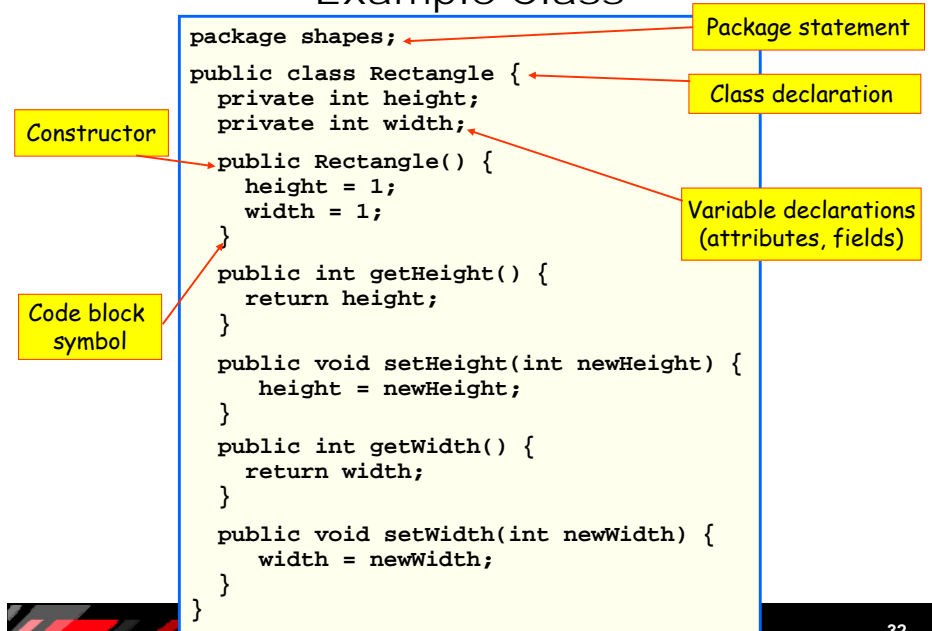 Example Class
package shapes;
Package statement
public class Rectangle {
Class declaration
private int height;
private int width;
Constructor
public Rectangle() {
height = 1;
width = 1;
}
Variable declarations
(attributes, fields)
public int getHeight() {
return height;
}
Code block
symbol
public void setHeight(int newHeight) {
height = newHeight;
}
public int getWidth() {
return width;
}
public void setWidth(int newWidth) {
width = newWidth;
}
}